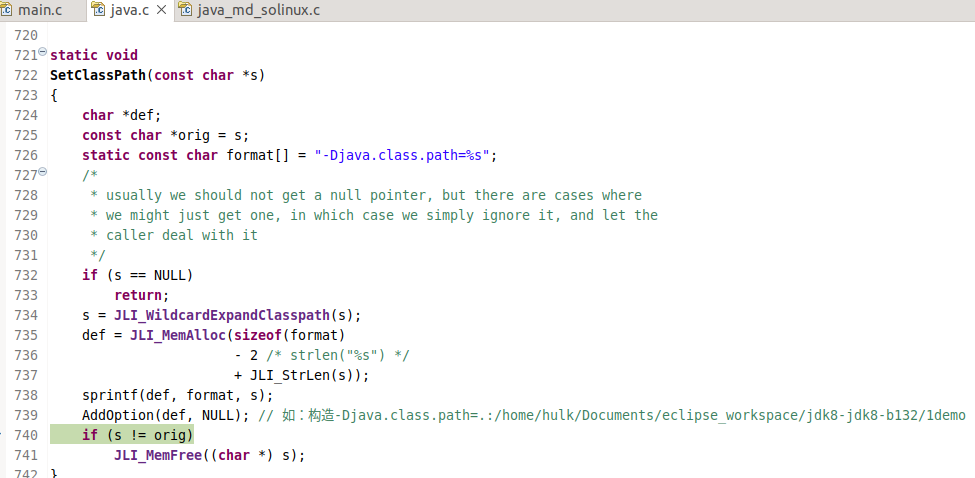 main.c java.c java_md_solinux.c
720
721 static void
722 SetClassPath(const char *s)
723 {
724     char *def;
725     const char *orig = s;
726     static const char format[] = "-Djava.class.path=%s";
727     /*
728      * usually we should not get a null pointer, but there are cases where
729      * we might just get one, in which case we simply ignore it, and let the
730      * caller deal with it
731      */
732     if (s == NULL)
733         return;
734     s = JLI_WildcardExpandClasspath(s);
735     def = JLI_MemAlloc(sizeof(format)
736                        - 2 /* strlen("%s") */
737                        + JLI_StrLen(s));
738     sprintf(def, format, s);
739     AddOption(def, NULL); // 如：构造-Djava.class.path=.:/home/hulk/Documents/eclipse_workspace/jdk8-jdk8-b132/1demo
740     if (s != orig)
741         JLI_MemFree((char *) s);
742 }